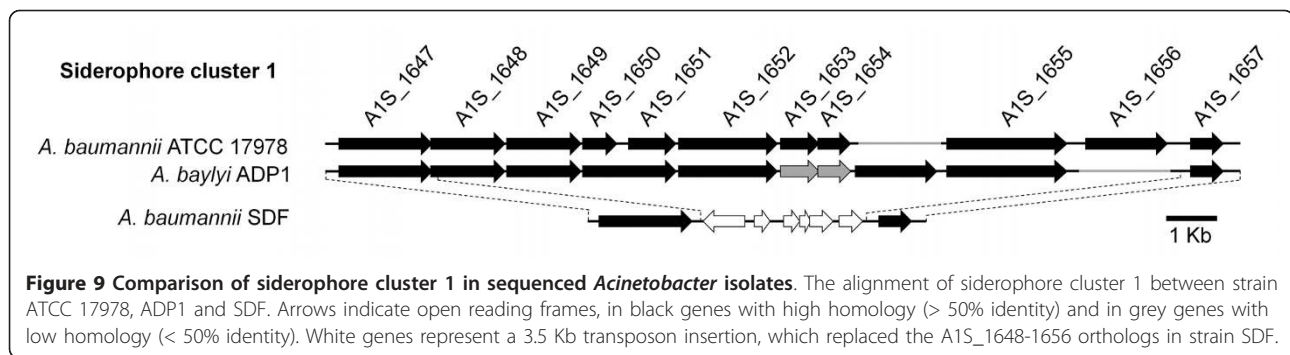 A1S_1647
A1S_1648
A1S_1649
A1S_1650
A1S_1651
A1S_1652
A1S_1653
A1S_1654
A1S_1655
A1S_1656
A1S_1657
Siderophore cluster 1
A. baumannii ATCC 17978
A. baylyi ADP1
A. baumannii SDF
1 Kb
Figure 9 Comparison of siderophore cluster 1 in sequenced Acinetobacter isolates. The alignment of siderophore cluster 1 between strain
ATCC 17978, ADP1 and SDF. Arrows indicate open reading frames, in black genes with high homology (> 50% identity) and in grey genes with
low homology (< 50% identity). White genes represent a 3.5 Kb transposon insertion, which replaced the A1S_1648-1656 orthologs in strain SDF.